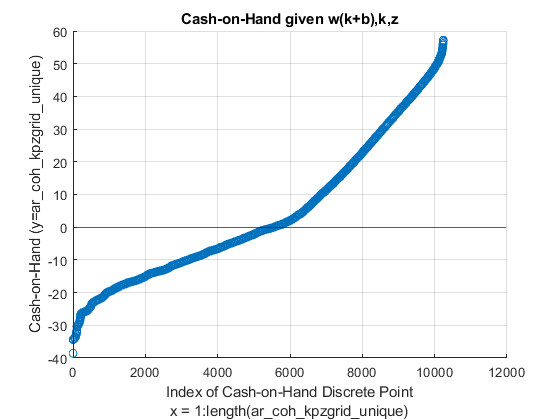 Cash-on-Hand given w(k+b),k,z
60
50
40
30
20
10
0
-10
-20
-30
-40
Cash-on-Hand (y=ar_coh_kpzgrid_unique)
0 2000 4000 6000 8000 10000 12000
Index of Cash-on-Hand Discrete Point
x = 1:length(ar_coh_kpzgrid_unique)